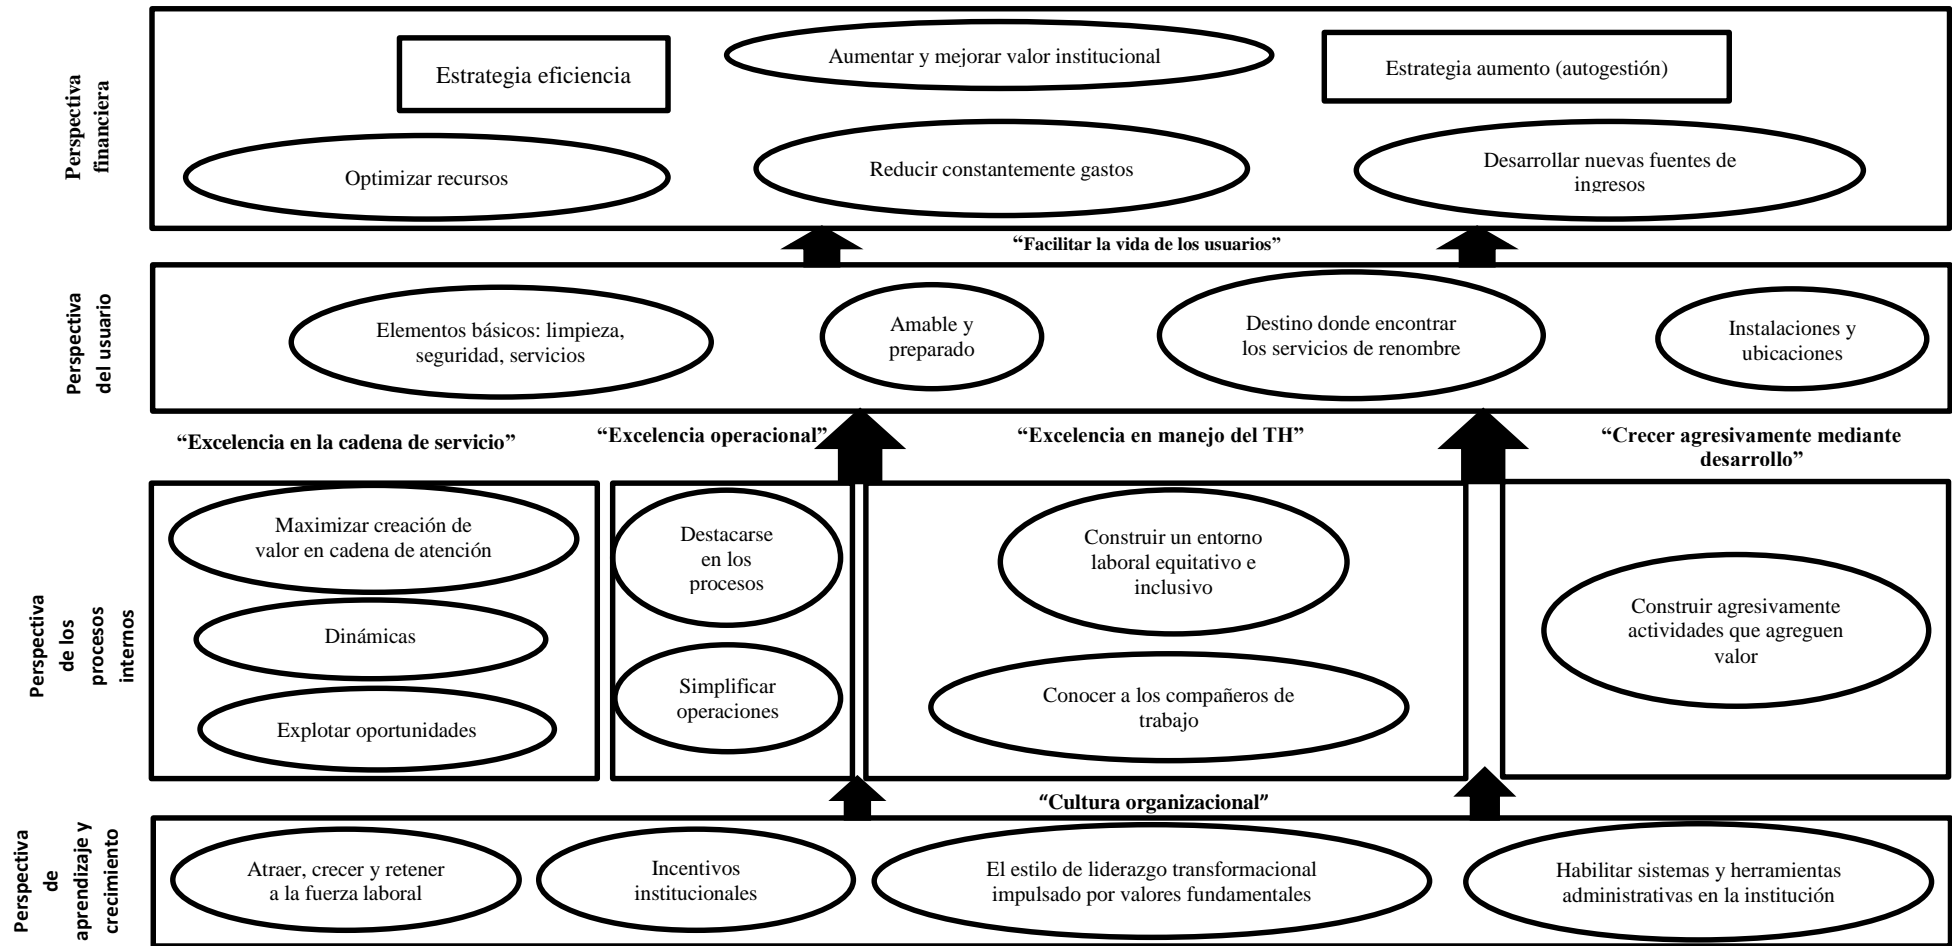 Perspectiva
financiera
Estrategia eficiencia
Aumentar y mejorar valor institucional
Estrategia aumento (autogestión)
Optimizar recursos
Reducir constantemente gastos
Desarrollar nuevas fuentes de
ingresos
“Facilitar la vida de los usuarios”
Perspectiva
del usuario
Elementos básicos: limpieza,
seguridad, servicios
Amable y
preparado
Destino donde encontrar
los servicios de renombre
Instalaciones y
ubicaciones
“Excelencia en la cadena de servicio”
“Excelencia operacional”
“Excelencia en manejo del TH”
“Crecer agresivamente mediante
desarrollo”
Perspectiva
de los
procesos
internos
Maximizar creación de
valor en cadena de atención
Dinámicas
Explotar oportunidades
Destacarse
en los
procesos
Simplificar
operaciones
Construir un entorno
laboral equitativo e
inclusivo
Conocer a los compañeros de
trabajo
Construir agresivamente
actividades que agreguen
valor
“Cultura organizacional”
Perspectiva
de
aprendizaje y
crecimiento
Atraer, crecer y retener
a la fuerza laboral
Incentivos
institucionales
El estilo de liderazgo transformacional
impulsado por valores fundamentales
Habilitar sistemas y herramientas
administrativas en la institución